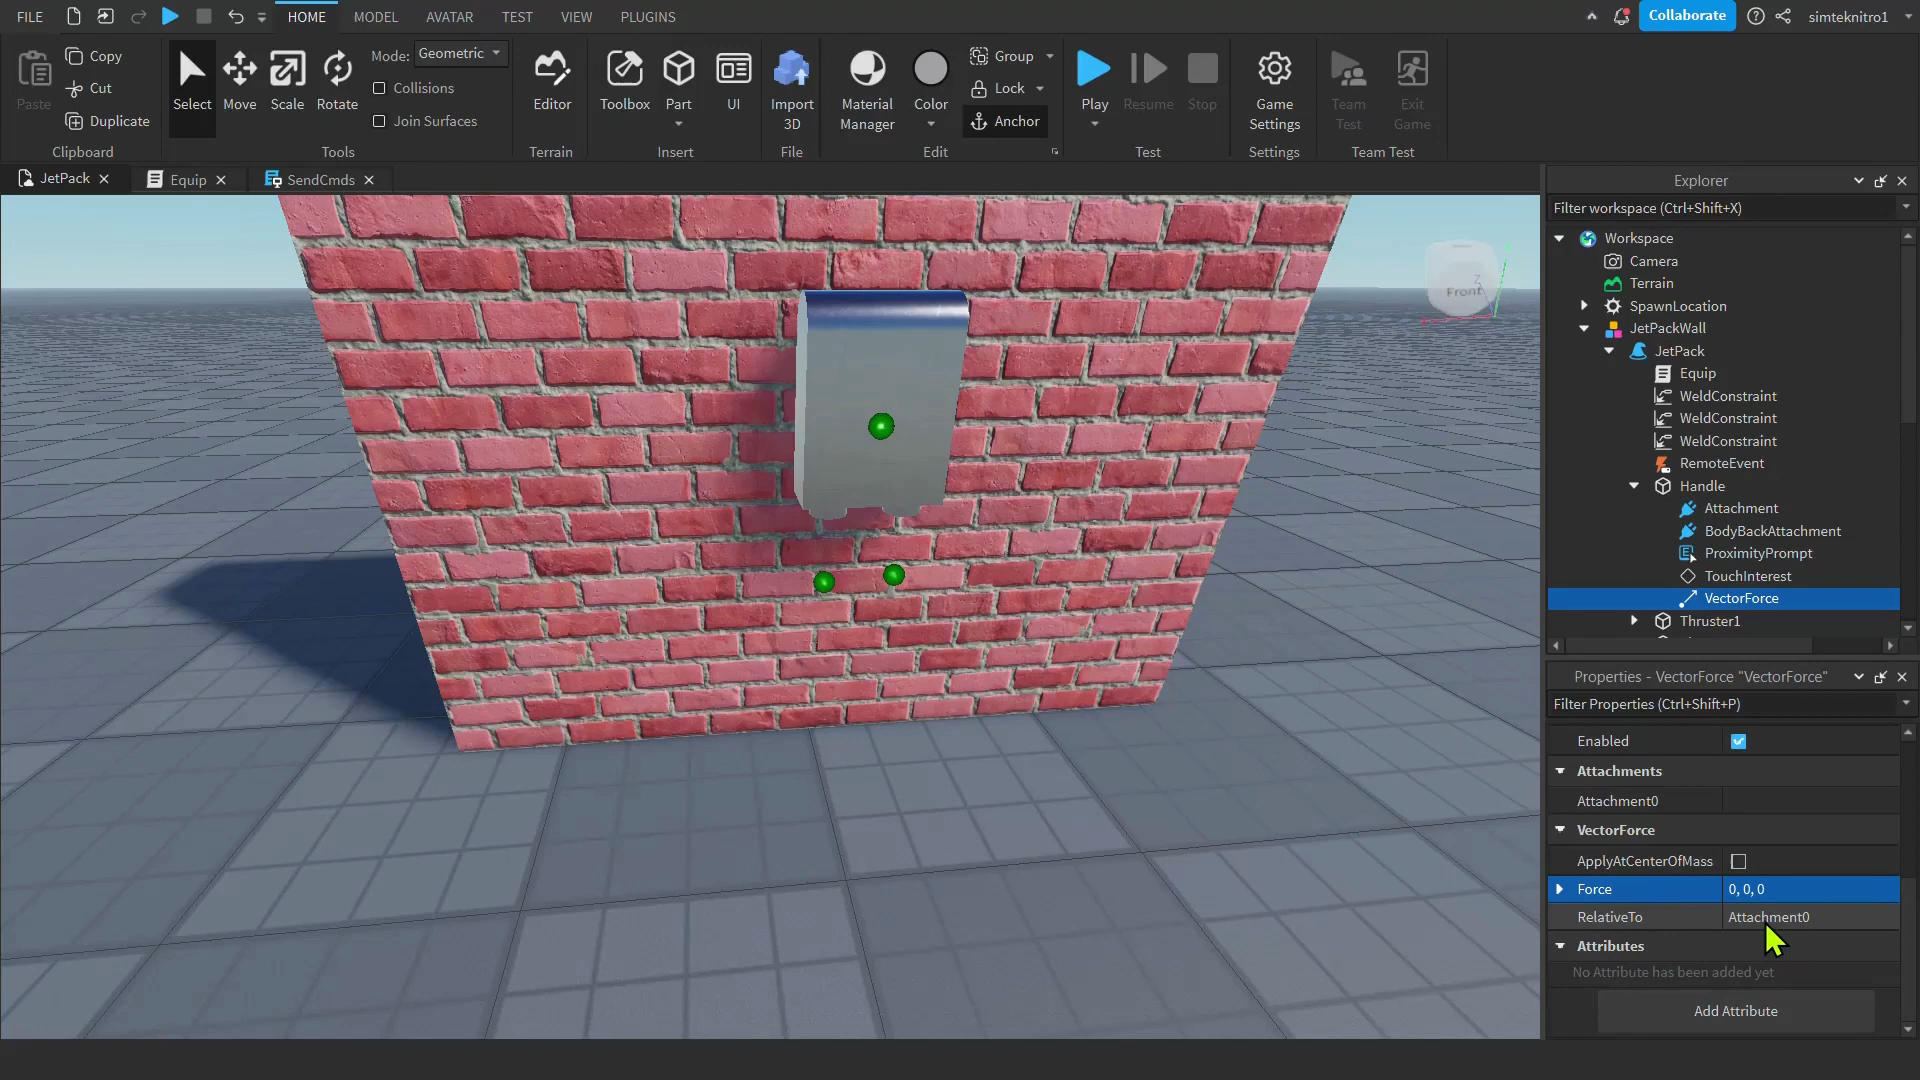 FILE HOME MODEL AVATAR TEST VIEW PLUGINS Collaborate simteknitro1
Paste Copy Cut Duplicate Clipboard
Select Move Scale Rotate Mode: Geometric Collisions Join Surfaces Tools
Editor Terrain
Toolbox Part UI Insert
Import 3D File
Material Manager Color Group Lock Anchor Edit
Play Resume Stop Test
Game Settings Settings
Team Test Exit Game Team Test
JetPack Equip SendCmds
Front
Z
Explorer
Filter workspace (Ctrl+Shift+X)
Workspace
Camera
Terrain
SpawnLocation
JetPackWall
JetPack
Equip
WeldConstraint
WeldConstraint
WeldConstraint
RemoteEvent
Handle
Attachment
BodyBackAttachment
ProximityPrompt
TouchInterest
VectorForce
Thruster1
Properties - VectorForce "VectorForce"
Filter Properties (Ctrl+Shift+P)
Enabled
Attachments
Attachment0
VectorForce
ApplyAtCenterOfMass
Force 0, 0, 0
RelativeTo Attachment0
Attributes
No Attribute has been added yet
Add Attribute